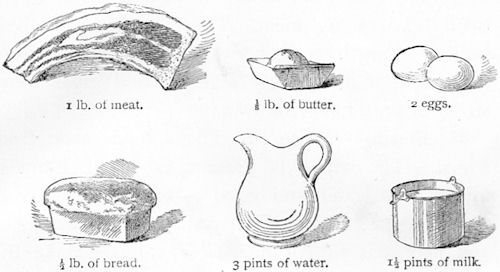 1 lb. of meat.
⅛ lb. of butter.
2 eggs.
½ lb. of bread.
3 pints of water.
1½ pints of milk.